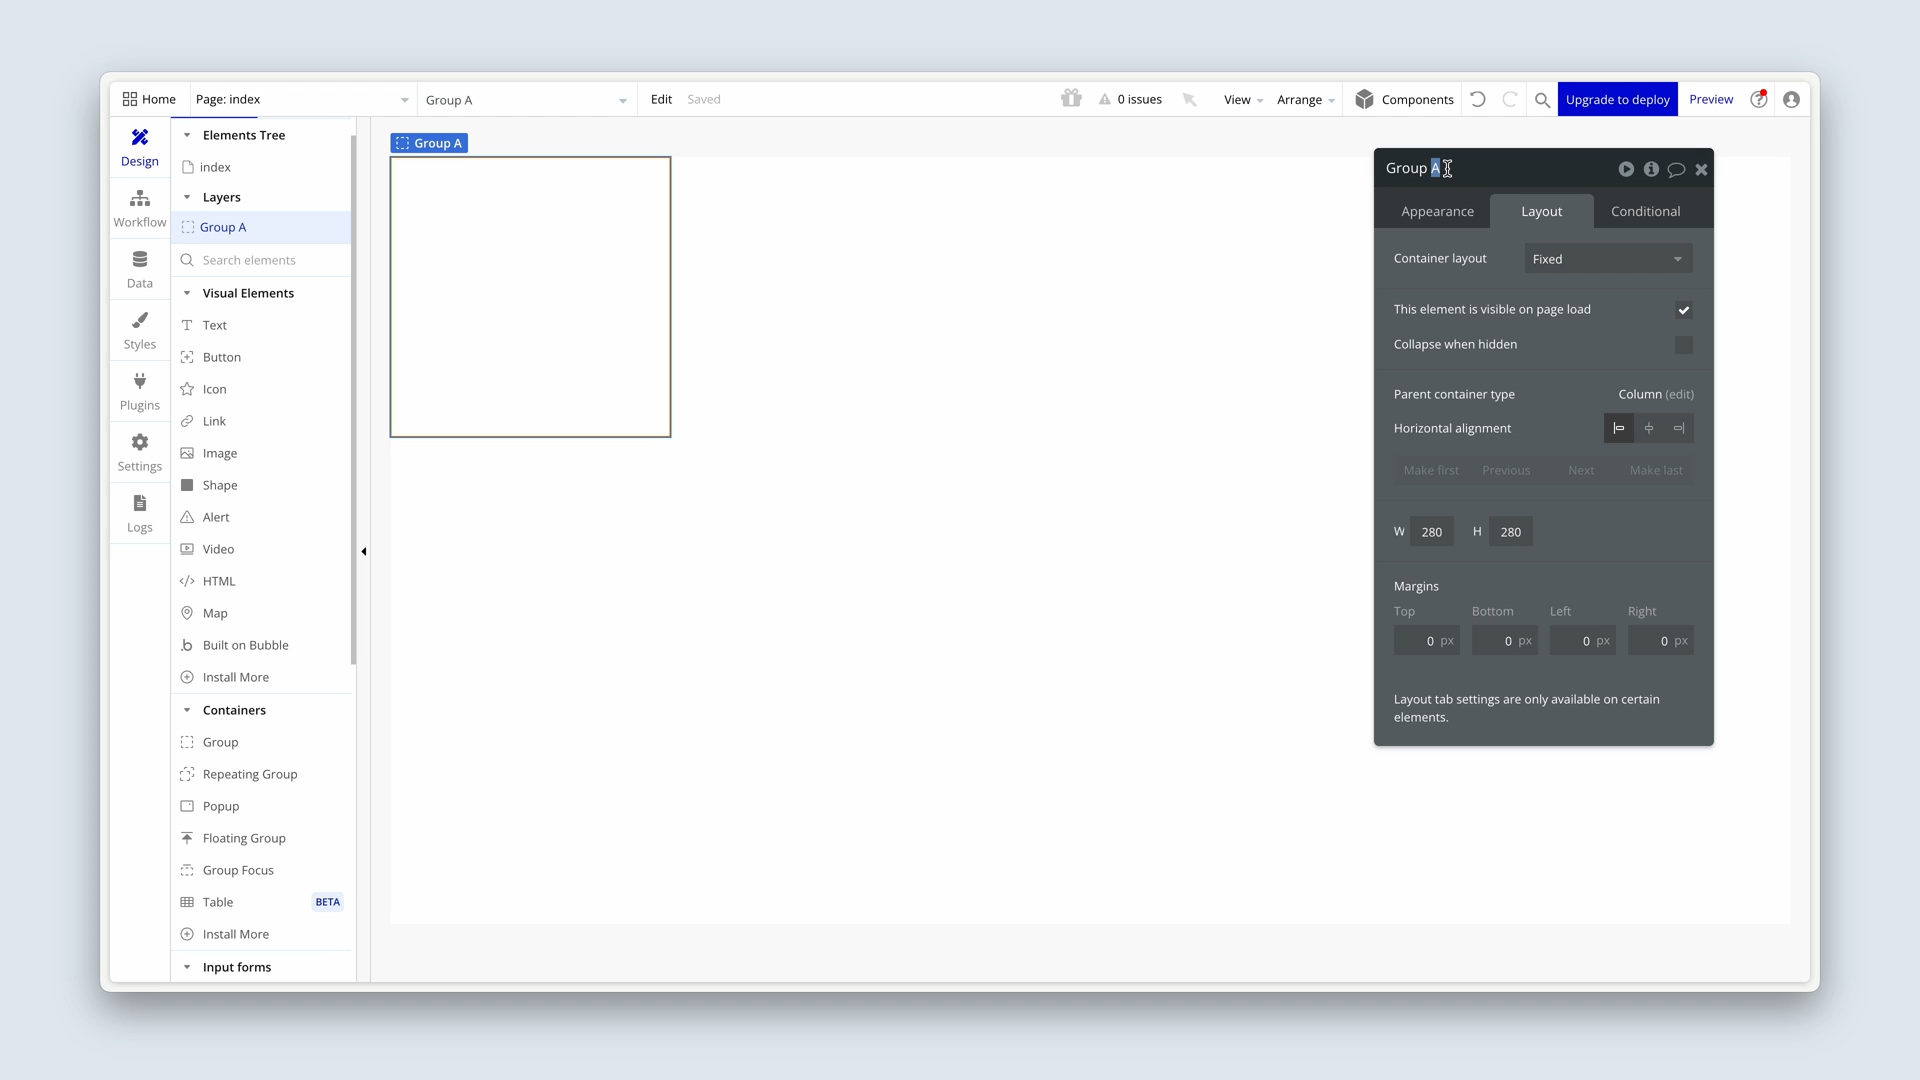 Home
Page: index
Group A
Edit
Saved
0 issues
View
Arrange
Components
Upgrade to deploy
Preview
Design
Workflow
Data
Styles
Plugins
Settings
Logs
Elements Tree
index
Layers
Group A
Search elements
Visual Elements
Text
Button
Icon
Link
Image
Shape
Alert
Video
HTML
Map
Built on Bubble
Install More
Containers
Group
Repeating Group
Popup
Floating Group
Group Focus
Table BETA
Install More
Input forms
Group A
Group A
Appearance Layout Conditional
Container layout Fixed
This element is visible on page load
Collapse when hidden
Parent container type Column (edit)
Horizontal alignment
Make first Previous Next Make last
W 280 H 280
Margins
Top Bottom Left Right
0 px 0 px 0 px 0 px
Layout tab settings are only available on certain
elements.